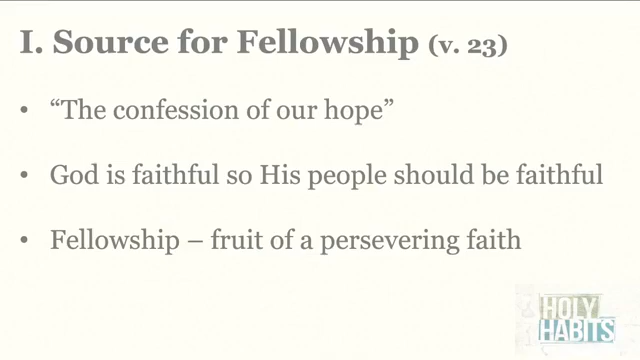 I. Source for Fellowship (v. 23)
• “The confession of our hope”
• God is faithful so His people should be faithful
• Fellowship – fruit of a persevering faith
HOLY
HABITS